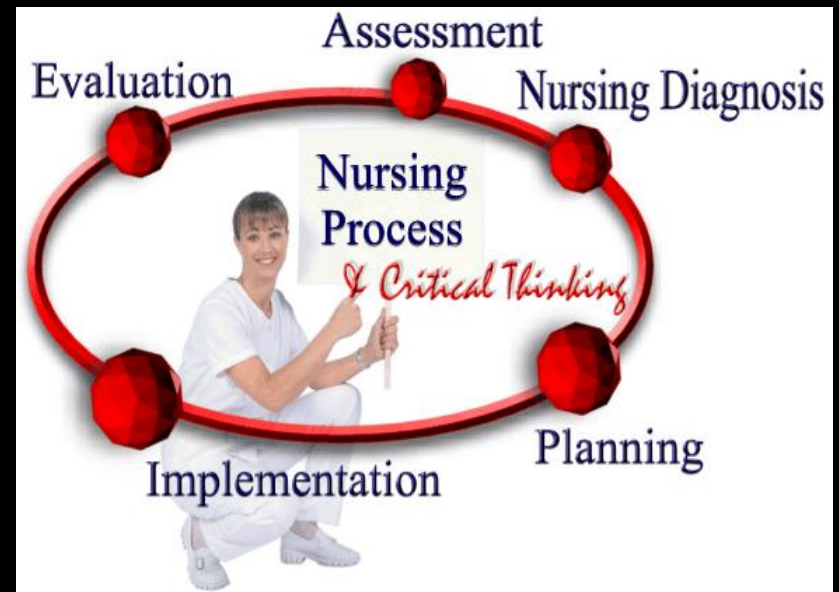 Assessment
Evaluation
Nursing Diagnosis
Nursing
Process
& Critical Thinking
Planning
Implementation